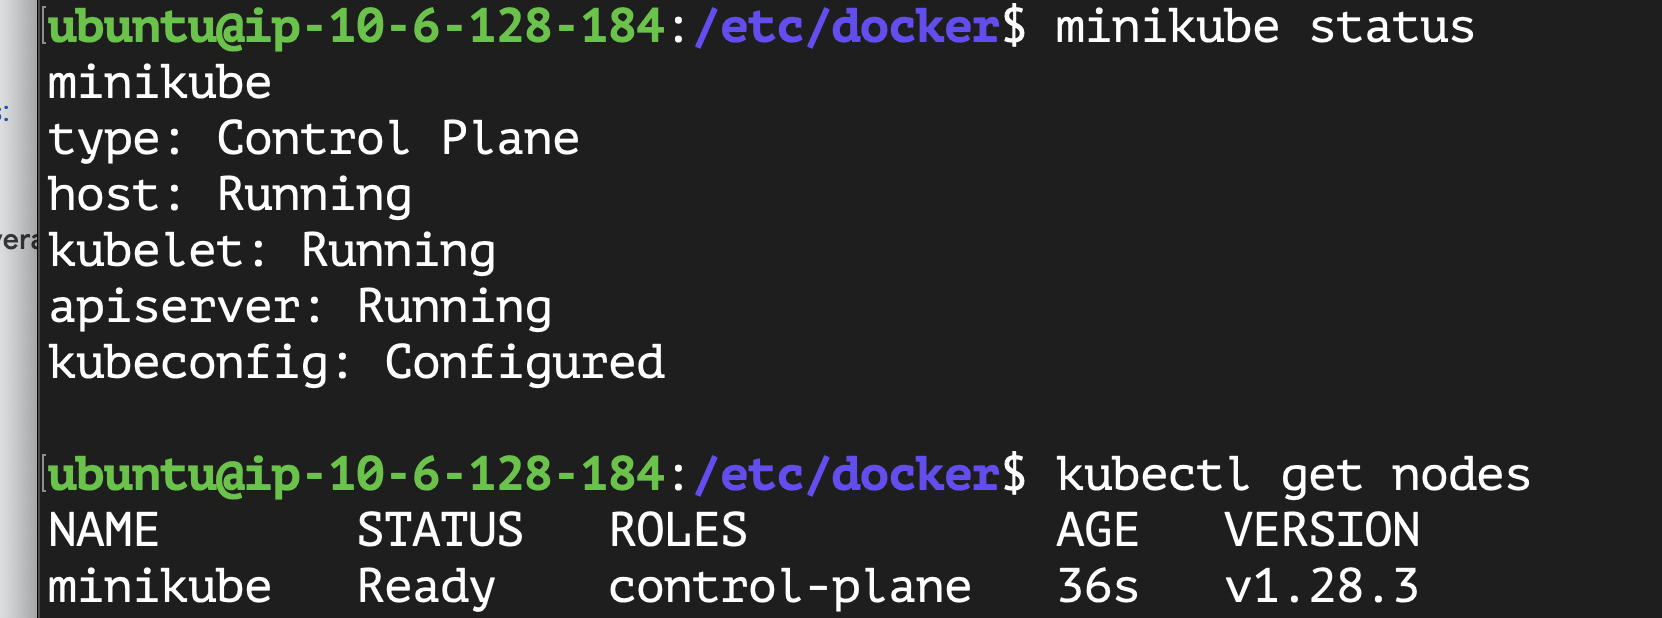 ubuntu@ip-10-6-128-184:/etc/docker$ minikube status
minikube
type: Control Plane
host: Running
kubelet: Running
apiserver: Running
kubeconfig: Configured
ubuntu@ip-10-6-128-184:/etc/docker$ kubectl get nodes
NAME STATUS ROLES AGE VERSION
minikube Ready control-plane 36s v1.28.3